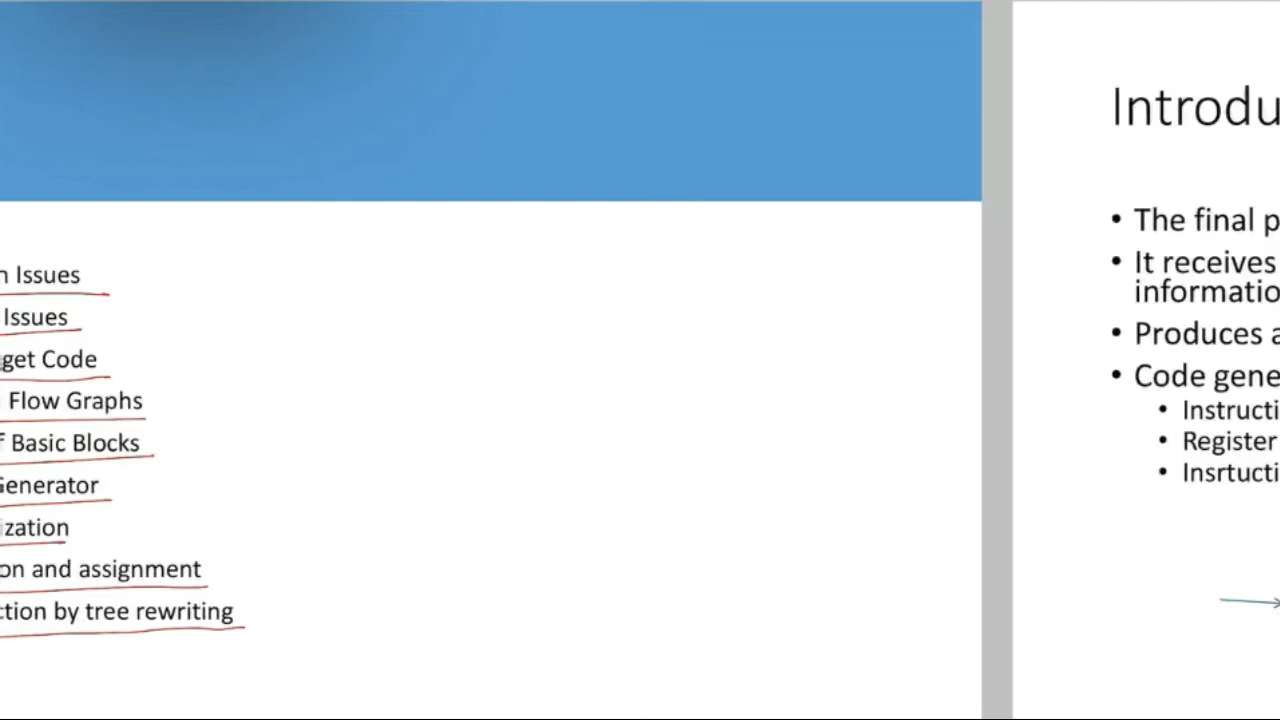 Issues
Issues
get Code
Flow Graphs
Basic Blocks
Generator
ization
on and assignment
ction by tree rewriting
Introdu
• The final p
• It receives
informatio
• Produces a
• Code gene
• Instructi
• Register
• Insrtucti